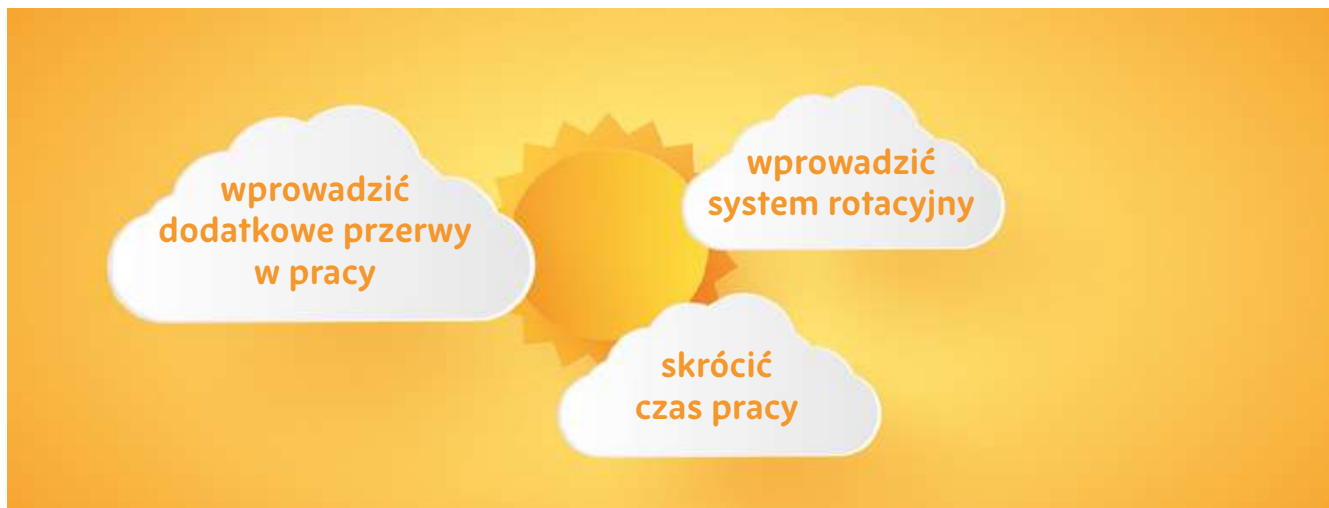 wprowadzić
dodatkowe przerwy
w pracy
wprowadzić
system rotacyjny
skrócić
czas pracy